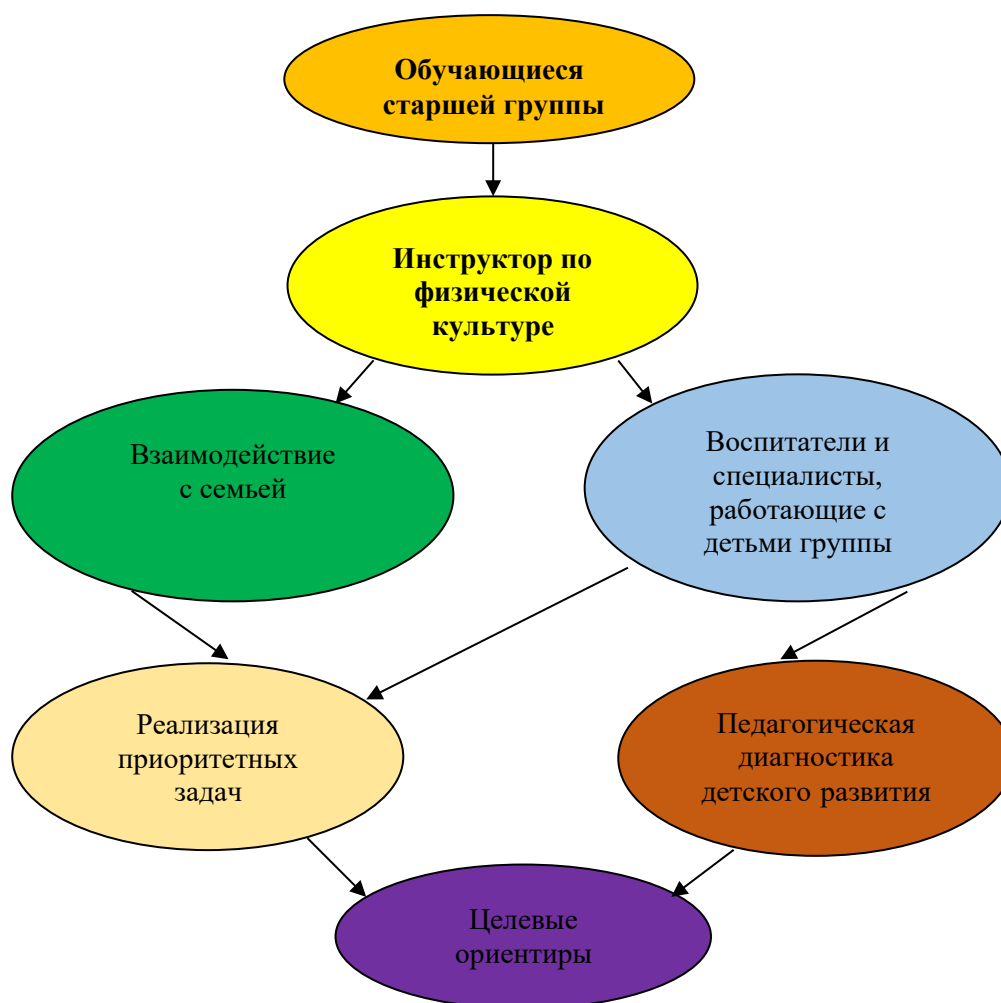 Обучающиеся
старшей группы
Инструктор по
физической
культуре
Взаимодействие
с семьей
Воспитатели и
специалисты,
работающие с
детьми группы
Реализация
приоритетных
задач
Педагогическая
диагностика
детского развития
Целевые
ориентиры